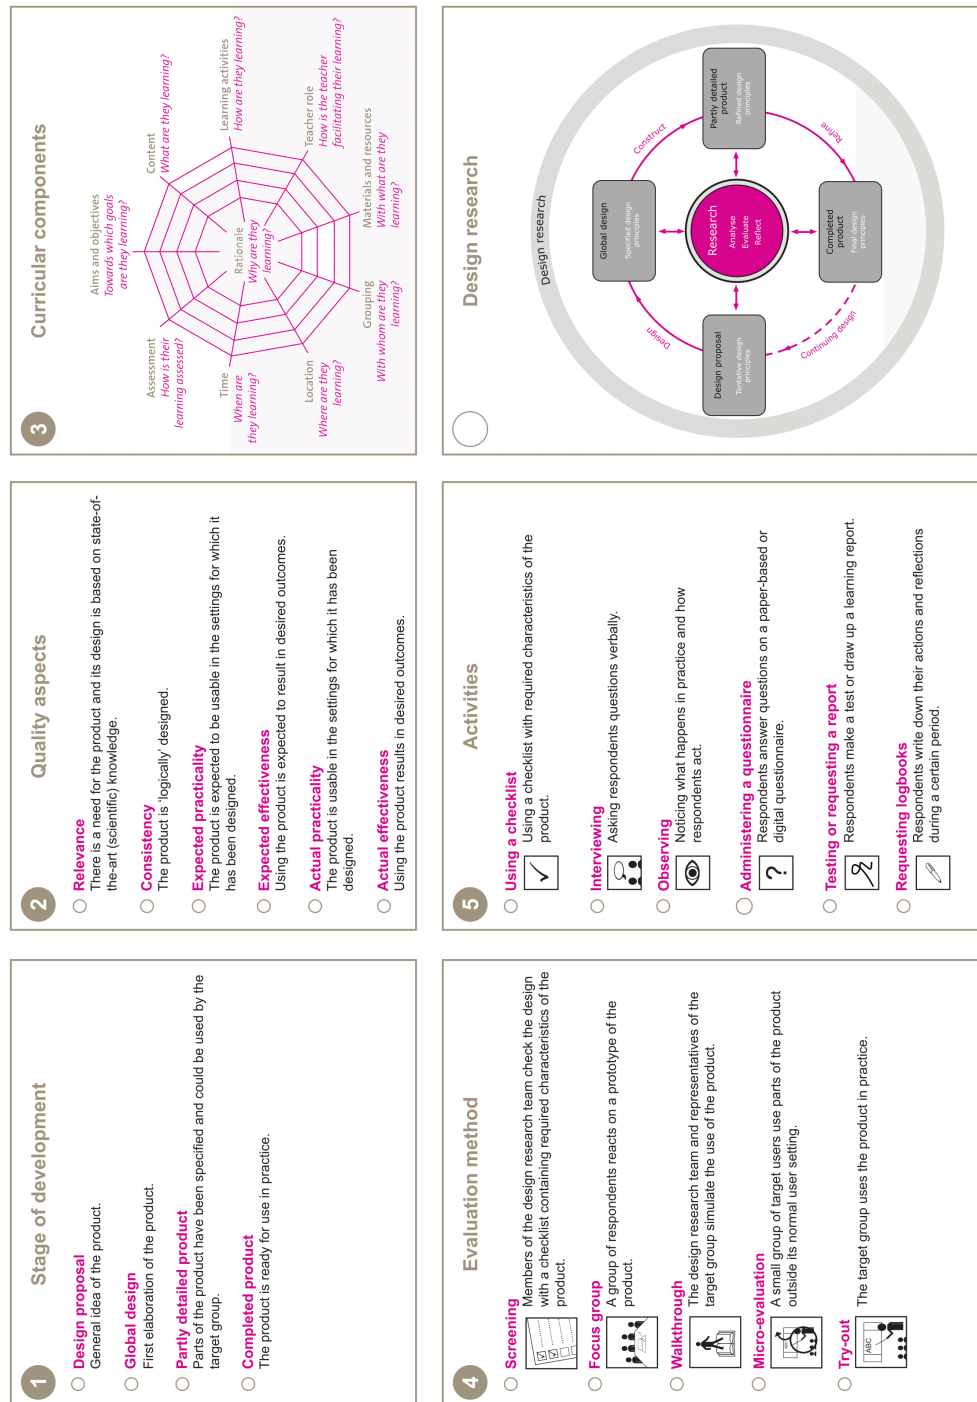 1
Stage of development
Design proposal
General idea of the product.
Global design
First elaboration of the product.
Partly detailed product
Parts of the product have been specified and could be used by the
target group.
Completed product
The product is ready for use in practice.
2
Quality aspects
Relevance
There is a need for the product and its design is based on state-of-
the-art (scientific) knowledge.
Consistency
The product is ‘logically’ designed.
Expected practicality
The product is expected to be usable in the settings for which it
has been designed.
Expected effectiveness
Using the product is expected to result in desired outcomes.
Actual practicality
The product is usable in the settings for which it has been
designed.
Actual effectiveness
Using the product results in desired outcomes.
3
Curricular components
Aims and objectives
Towards which goals
are they learning?
Content
What are they learning?
Learning activities
How are they learning?
Teacher role
How is the teacher
facilitating their learning?
Materials and resources
With what are they
learning?
Grouping
With whom are they
learning?
Location
Where are they
learning?
Time
When are
they learning?
Assessment
How is their
learning assessed?
Rationale
Why are they
learning?
4
Evaluation method
Screening
Members of the design research team check the design
with a checklist containing required characteristics of the
product.
Focus group
A group of respondents reacts on a prototype of the
product.
Walkthrough
The design research team and representatives of the
target group simulate the use of the product.
Micro-evaluation
A small group of target users use parts of the product
outside its normal user setting.
Try-out
ABC
The target group uses the product in practice.
5
Activities
Using a checklist
Using a checklist with required characteristics of the
product.
Interviewing
Asking respondents questions verbally.
Observing
Noticing what happens in practice and how
respondents act.
Administering a questionnaire
?
Respondents answer questions on a paper-based or
digital questionnaire.
Testing or requesting a report
Respondents make a test or draw up a learning report.
Requesting logbooks
Respondents write down their actions and reflections
during a certain period.
Design research
Design research
Global design
Specified design
principles
Construct
Partly detailed
product
Refined design
principles
Refine
Completed
product
Final design
principles
Continuing design
Design proposal
Tentative design
principles
Design
Research
Analyse
Evaluate
Reflect